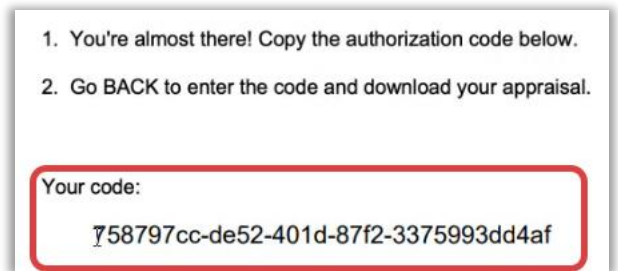 1. You're almost there! Copy the authorization code below.
2. Go BACK to enter the code and download your appraisal.
Your code:
758797cc-de52-401d-87f2-3375993dd4af